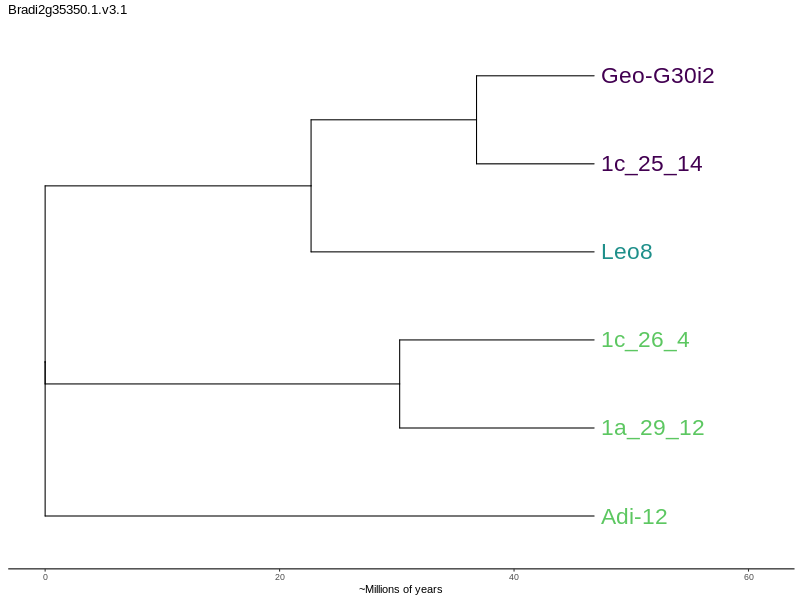 Bradi2g35350.1.v3.1
Geo-G30i2
1c_25_14
Leo8
1c_26_4
1a_29_12
Adi-12
0 20 40 60
~Millions of years